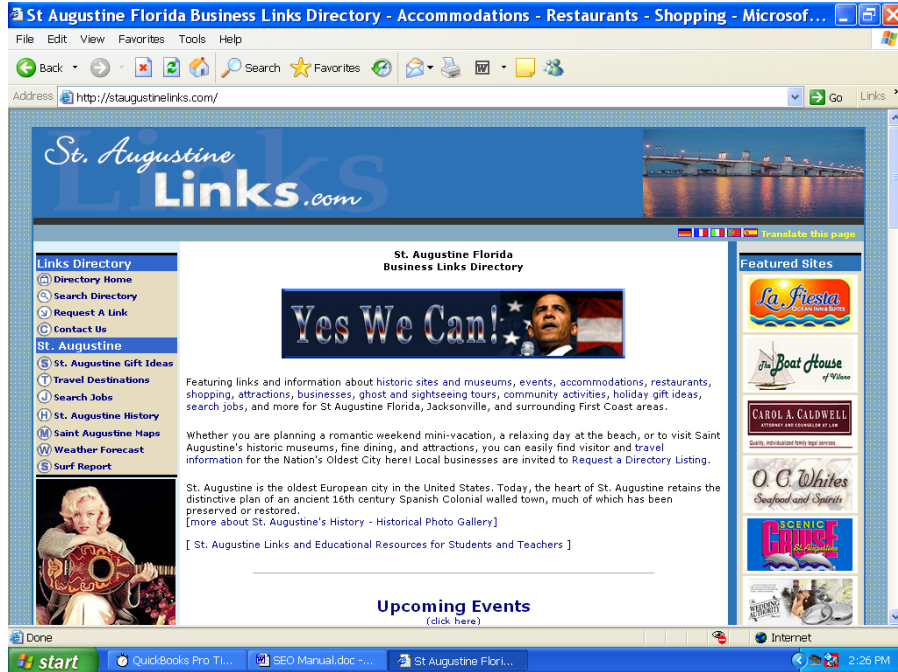 St Augustine Florida Business Links Directory - Accommodations - Restaurants - Shopping - Microsof...
File Edit View Favorites Tools Help
Back Search Favorites
Address http://staugustinelinks.com/ Go Links
St. Augustine
Links.com
Translate this page
Links Directory
Directory Home
Search Directory
Request A Link
Contact Us
St. Augustine
St. Augustine Gift Ideas
Travel Destinations
Search Jobs
St. Augustine History
Saint Augustine Maps
Weather Forecast
Surf Report
St. Augustine Florida
Business Links Directory
Yes We Can!
Featuring links and information about historic sites and museums, events, accommodations, restaurants,
shopping, attractions, businesses, ghost and sightseeing tours, community activities, holiday gift ideas,
search jobs, and more for St Augustine Florida, Jacksonville, and surrounding First Coast areas.
Whether you are planning a romantic weekend mini-vacation, a relaxing day at the beach, or to visit Saint
Augustine's historic museums, fine dining, and attractions, you can easily find visitor and travel
information for the Nation's Oldest City here! Local businesses are invited to Request a Directory Listing.
St. Augustine is the oldest European city in the United States. Today, the heart of St. Augustine retains the
distinctive plan of an ancient 16th century Spanish Colonial walled town, much of which has been
preserved or restored.
[more about St. Augustine's History - Historical Photo Gallery]
[ St. Augustine Links and Educational Resources for Students and Teachers ]
Upcoming Events
(click here)
Featured Sites
La Fiesta
OCEAN INN & SUITES
The Boat House
of Vilano
CAROL A. CALDWELL
ATTORNEY AND COUNSELOR AT LAW
Quality, individualized family legal services.
O. C. Whites
Seafood and Spirits
SCENIC
CRUISE
St. Augustine
WEDDING
AUTHORITY
Done Internet
start QuickBooks Pro Ti... SEO Manual.doc -... St Augustine Flori... 2:26 PM